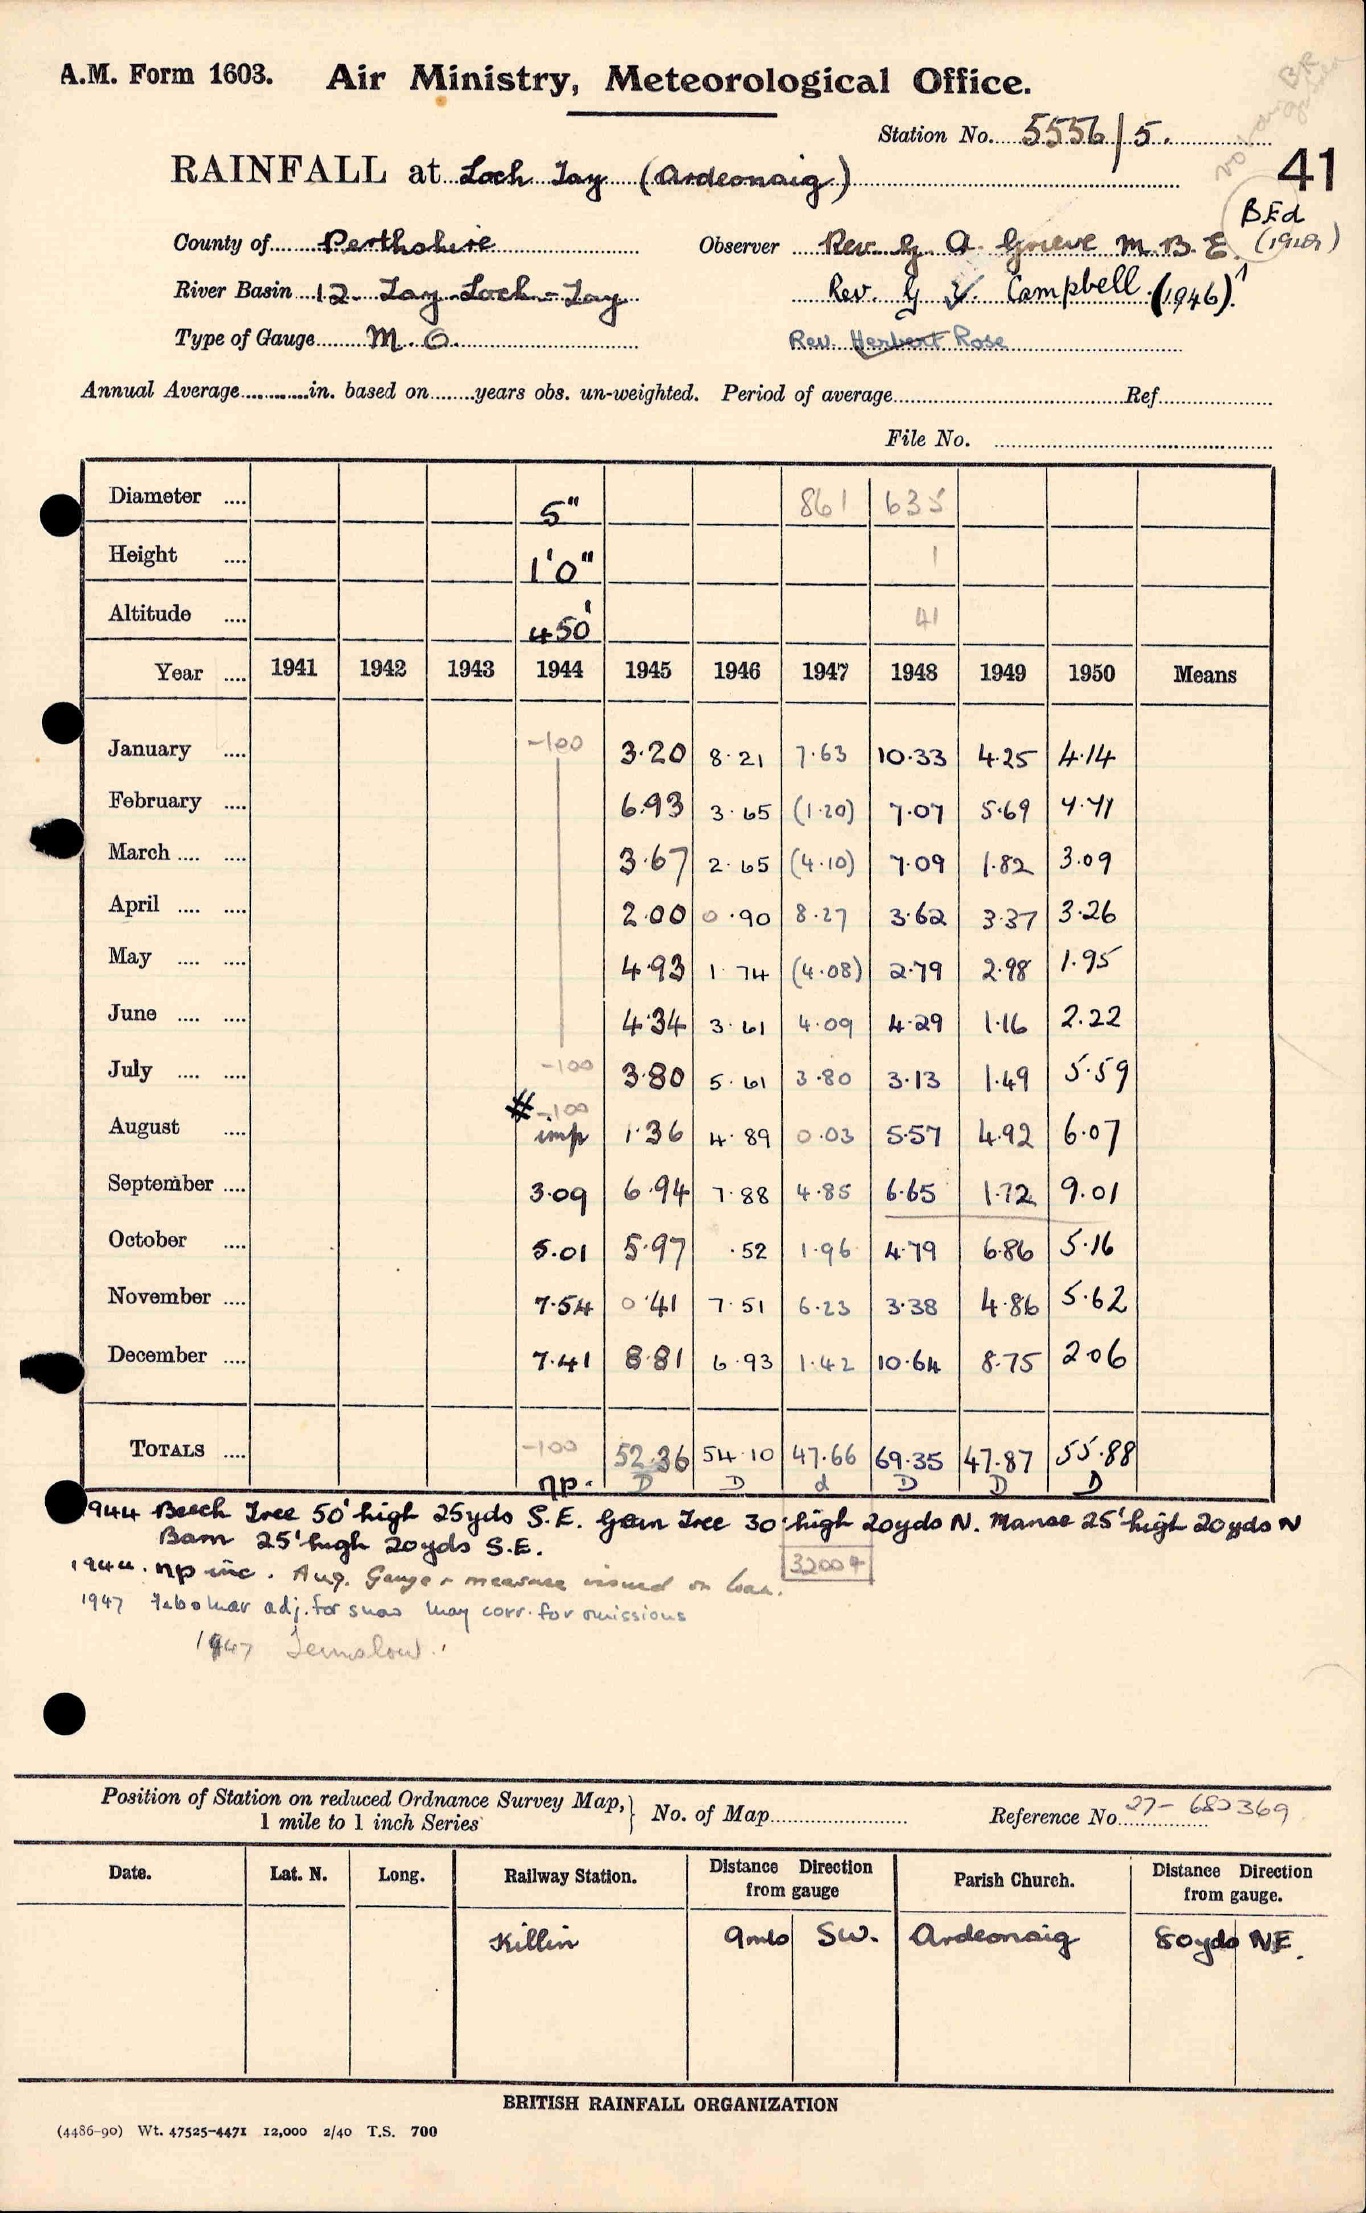 A.M. Form 1603. Air Ministry, Meteorological Office.
Station No. 5556/5.
41
RAINFALL at Loch Tay (Ardeonaig)
B.Ed (1948)
County of Perthshire Observer Rev. G. A. Grieve M.B.E.
River Basin 12 Tay-Loch-Tay Rev. G Campbell (1946).
Type of Gauge M.O. Rev. Herbert Rose
Annual Average in. based on years obs. un-weighted. Period of average Ref
File No.
Diameter 5" 861 635
Height 1'0" 1
Altitude 450' 41
Year 1941 1942 1943 1944 1945 1946 1947 1948 1949 1950 Means
January -100 3.20 8.21 7.63 10.33 4.25 4.14
February 6.93 3.65 (1.20) 7.07 5.69 4.41
March 3.67 2.65 (4.10) 7.09 1.82 3.09
April 2.00 0.90 8.27 3.62 3.37 3.26
May 4.93 1.74 (4.08) 2.79 2.98 1.95
June 4.34 3.61 4.09 4.29 1.16 2.22
July -100 3.80 5.61 3.80 3.13 1.49 5.59
August # -100 imp 1.36 4.89 0.03 5.57 4.92 6.07
September 3.09 6.94 7.88 4.85 6.65 1.72 9.01
October 5.01 5.97 .52 1.96 4.79 6.86 5.16
November 7.54 0.41 7.51 6.23 3.38 4.86 5.62
December 7.41 8.81 6.93 1.42 10.64 8.75 2.06
TOTALS -100 52.36 54.10 47.66 69.35 47.87 55.88
np. D D d D D D
1944 Beech Tree 50' high 25yds S.E. Gean Tree 30' high 20yds N. Manse 25' high 20yds N
Barn 25' high 20yds S.E.
32004
1944. np inc. Aug. Gauge & measure issued on loan.
1947 Feb & Mar adj. for snow May corr. for omissions
1947
Position of Station on reduced Ordnance Survey Map, 1 mile to 1 inch Series } No. of Map Reference No. 27-682369
Date. Lat. N. Long. Railway Station. Distance Direction from gauge Parish Church. Distance Direction from gauge.
Killin 9mls SW. Ardeonaig 80yds NE.
BRITISH RAINFALL ORGANIZATION
(4486-90) Wt. 47525-4471 12,000 2/40 T.S. 700